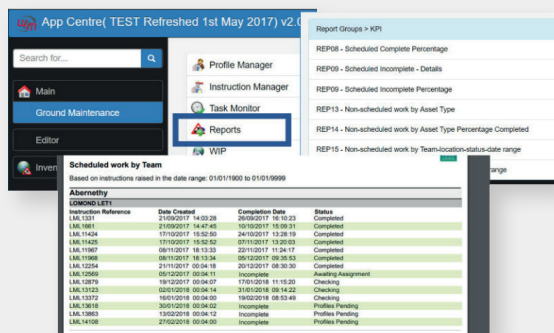 App Centre( TEST Refreshed 1st May 2017) v2.0
Search for...
Main
Ground Maintenance
Editor
Profile Manager
Instruction Manager
Task Monitor
Reports
WIP
Report Groups > KPI
REP08 - Scheduled Complete Percentage
REP09 - Scheduled Incomplete - Details
REP09 - Scheduled Incomplete Percentage
REP13 - Non-scheduled work by Asset Type
REP14 - Non-scheduled work by Asset Type Percentage Completed
REP15 - Non-scheduled work by Team-location-status-date range
range
Scheduled work by Team
Based on instructions raised in the date range: 01/01/1900 to 01/01/9999
Abernethy
LOMOND LET1
Instruction Reference Date Created Completion Date Status
LML1331 21/09/2017 14:03:28 26/09/2017 16:10:23 Completed
LML1661 21/09/2017 14:47:45 10/10/2017 15:09:31 Completed
LML11424 17/10/2017 15:52:50 24/10/2017 13:28:19 Completed
LML11425 17/10/2017 15:52:52 07/11/2017 13:20:03 Completed
LML11967 08/11/2017 18:13:33 22/11/2017 11:24:17 Completed
LML11968 08/11/2017 18:13:34 05/12/2017 09:35:53 Completed
LML12254 21/11/2017 00:04:18 20/12/2017 08:30:30 Completed
LML12569 05/12/2017 00:04:11 Incomplete Awaiting Assignment
LML12879 19/12/2017 00:04:07 17/01/2018 11:15:20 Checking
LML13123 02/01/2018 00:04:14 31/01/2018 09:14:22 Checking
LML13372 16/01/2018 00:04:00 19/02/2018 08:53:49 Checking
LML13618 30/01/2018 00:04:02 Incomplete Profiles Pending
LML13863 13/02/2018 00:04:12 Incomplete Profiles Pending
LML14108 27/02/2018 00:04:00 Incomplete Profiles Pending